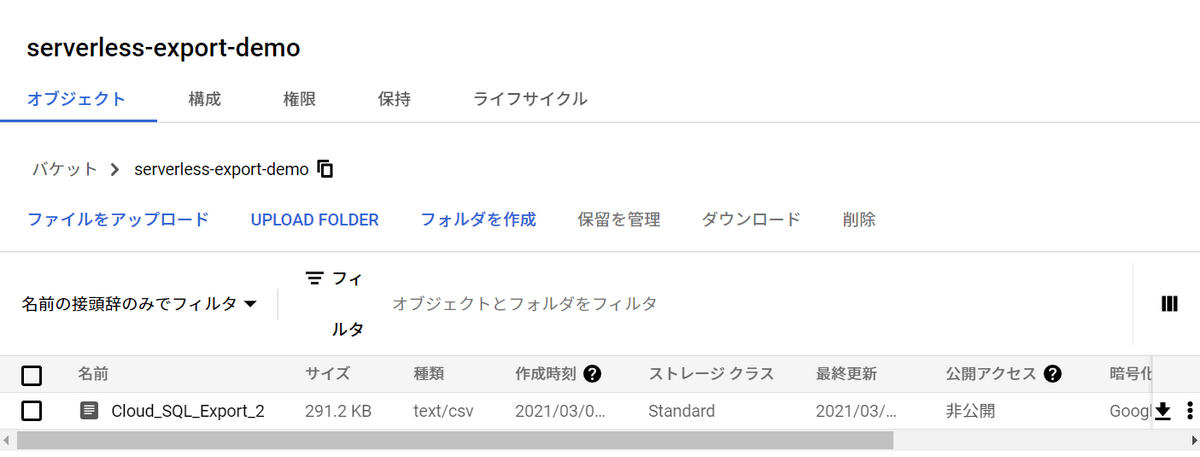 serverless-export-demo
オブジェクト 構成 権限 保持 ライフサイクル
バケット serverless-export-demo
ファイルをアップロード UPLOAD FOLDER フォルダを作成 保留を管理 ダウンロード 削除
名前の接頭辞のみでフィルタ フィ オブジェクトとフォルダをフィルタ
ルタ
名前 サイズ 種類 作成時刻 ストレージ クラス 最終更新 公開アクセス 暗号化
Cloud_SQL_Export_2 291.2 KB text/csv 2021/03/0... Standard 2021/03/... 非公開 Googl